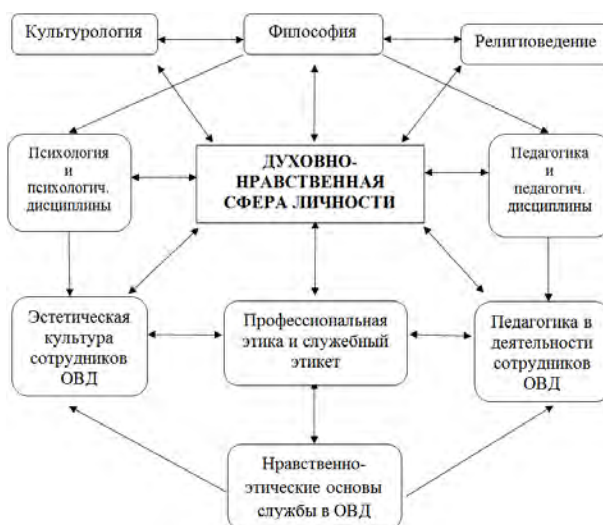 Культурология
Философия
Религиоведение
Психология
и
психологич.
дисциплины
ДУХОВНО-
НРАВСТВЕННАЯ
СФЕРА ЛИЧНОСТИ
Педагогика
и
педагогич.
дисциплины
Эстетическая
культура
сотрудников
ОВД
Профессиональная
этика и служебный
этикет
Педагогика в
деятельности
сотрудников
ОВД
Нравственно-
этические основы
службы в ОВД